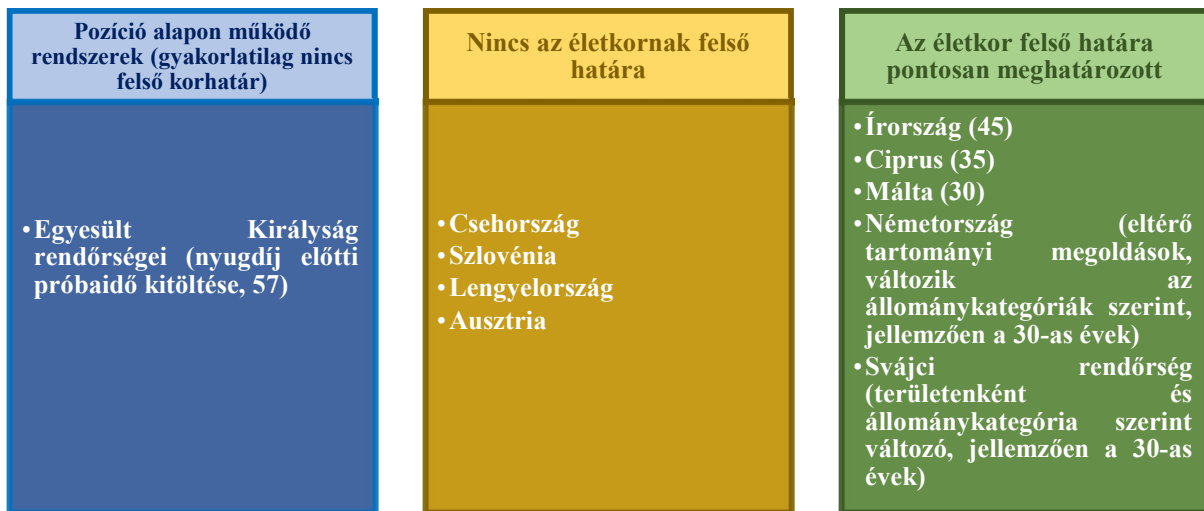 Pozíció alapon működő
rendszerek (gyakorlatilag nincs
felső korhatár)
•Egyesült Királyság
rendőrségei (nyugdíj előtti
próbaidő kitöltése, 57)
Nincs az életkornak felső
határa
•Csehország
•Szlovénia
•Lengyelország
•Ausztria
Az életkor felső határa
pontosan meghatározott
•Írország (45)
•Ciprus (35)
•Málta (30)
•Németország (eltérő
tartományi megoldások,
változik az
állománykategóriák szerint,
jellemzően a 30-as évek)
•Svájci rendőrség
(területenként és
állománykategória szerint
változó, jellemzően a 30-as
évek)